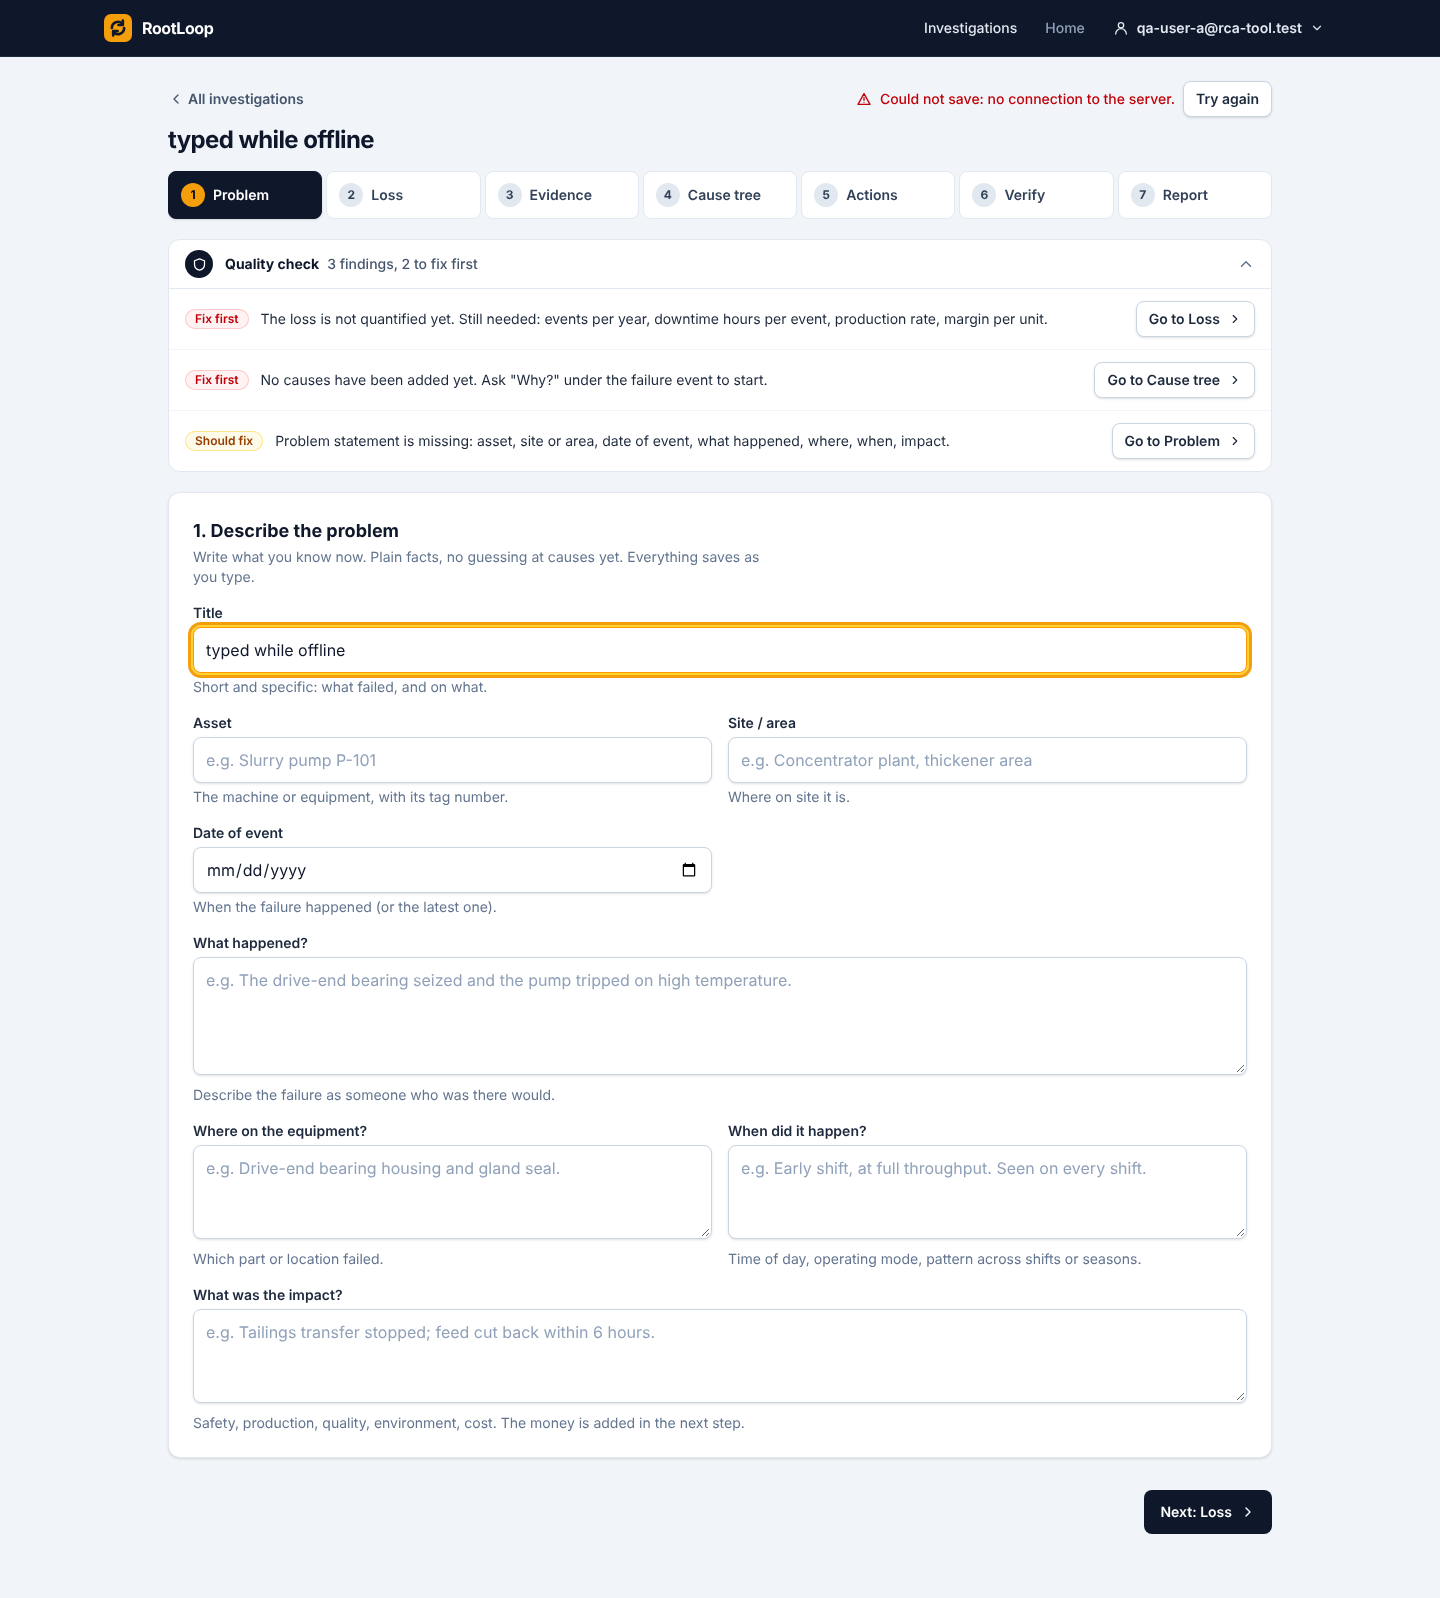 RootLoop
Investigations
Home
qa-user-a@rca-tool.test
All investigations
Could not save: no connection to the server.
Try again
typed while offline
1 Problem
2 Loss
3 Evidence
4 Cause tree
5 Actions
6 Verify
7 Report
Quality check 3 findings, 2 to fix first
Fix first The loss is not quantified yet. Still needed: events per year, downtime hours per event, production rate, margin per unit.
Go to Loss
Fix first No causes have been added yet. Ask "Why?" under the failure event to start.
Go to Cause tree
Should fix Problem statement is missing: asset, site or area, date of event, what happened, where, when, impact.
Go to Problem
1. Describe the problem
Write what you know now. Plain facts, no guessing at causes yet. Everything saves as
you type.
Title
typed while offline
Short and specific: what failed, and on what.
Asset
e.g. Slurry pump P-101
The machine or equipment, with its tag number.
Site / area
e.g. Concentrator plant, thickener area
Where on site it is.
Date of event
mm/dd/yyyy
When the failure happened (or the latest one).
What happened?
e.g. The drive-end bearing seized and the pump tripped on high temperature.
Describe the failure as someone who was there would.
Where on the equipment?
e.g. Drive-end bearing housing and gland seal.
Which part or location failed.
When did it happen?
e.g. Early shift, at full throughput. Seen on every shift.
Time of day, operating mode, pattern across shifts or seasons.
What was the impact?
e.g. Tailings transfer stopped; feed cut back within 6 hours.
Safety, production, quality, environment, cost. The money is added in the next step.
Next: Loss